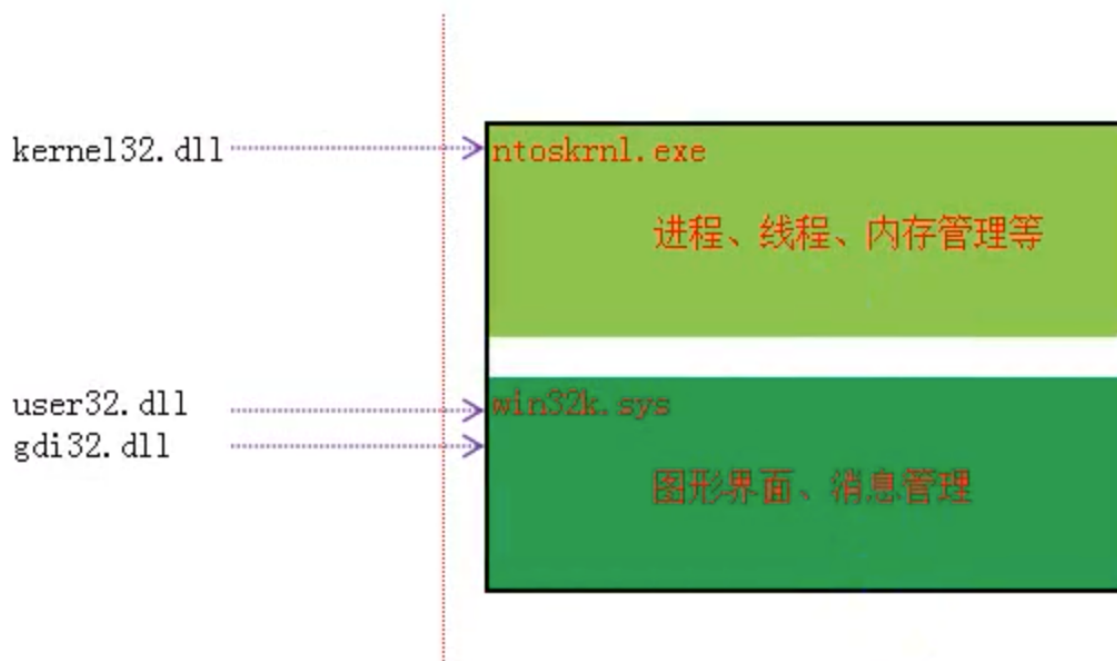 kernel32.dll
ntoskrnl.exe
进程、线程、内存管理等
user32.dll
win32k.sys
gdi32.dll
图形界面、消息管理